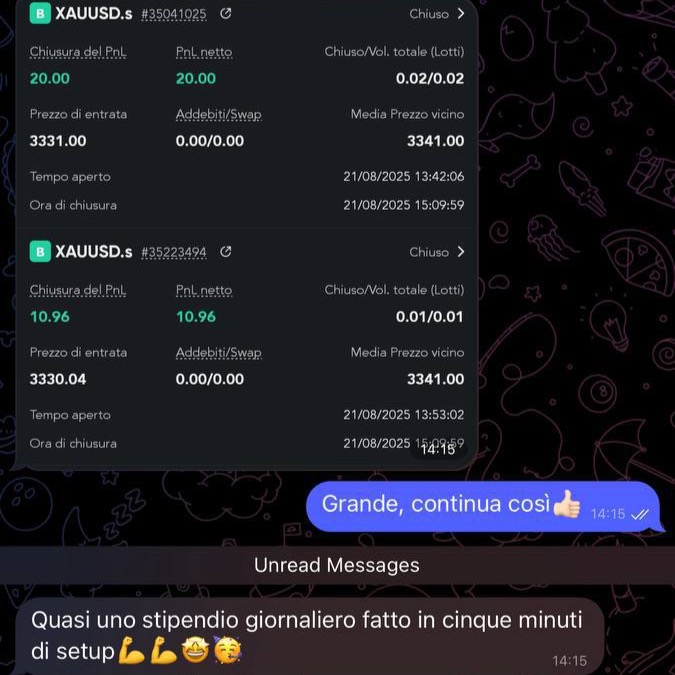 B XAUUSD.s #35041025 Chiuso
Chiusura del PnL PnL netto Chiuso/Vol. totale (Lotti)
20.00 20.00 0.02/0.02
Prezzo di entrata Addebiti/Swap Media Prezzo vicino
3331.00 0.00/0.00 3341.00
Tempo aperto 21/08/2025 13:42:06
Ora di chiusura 21/08/2025 15:09:59
B XAUUSD.s #35223494 Chiuso
Chiusura del PnL PnL netto Chiuso/Vol. totale (Lotti)
10.96 10.96 0.01/0.01
Prezzo di entrata Addebiti/Swap Media Prezzo vicino
3330.04 0.00/0.00 3341.00
Tempo aperto 21/08/2025 13:53:02
Ora di chiusura 21/08/2025 15:09:59
14:15
Grande, continua così👍🏻 14:15
Unread Messages
Quasi uno stipendio giornaliero fatto in cinque minuti
di setup💪💪🤩🥳 14:15